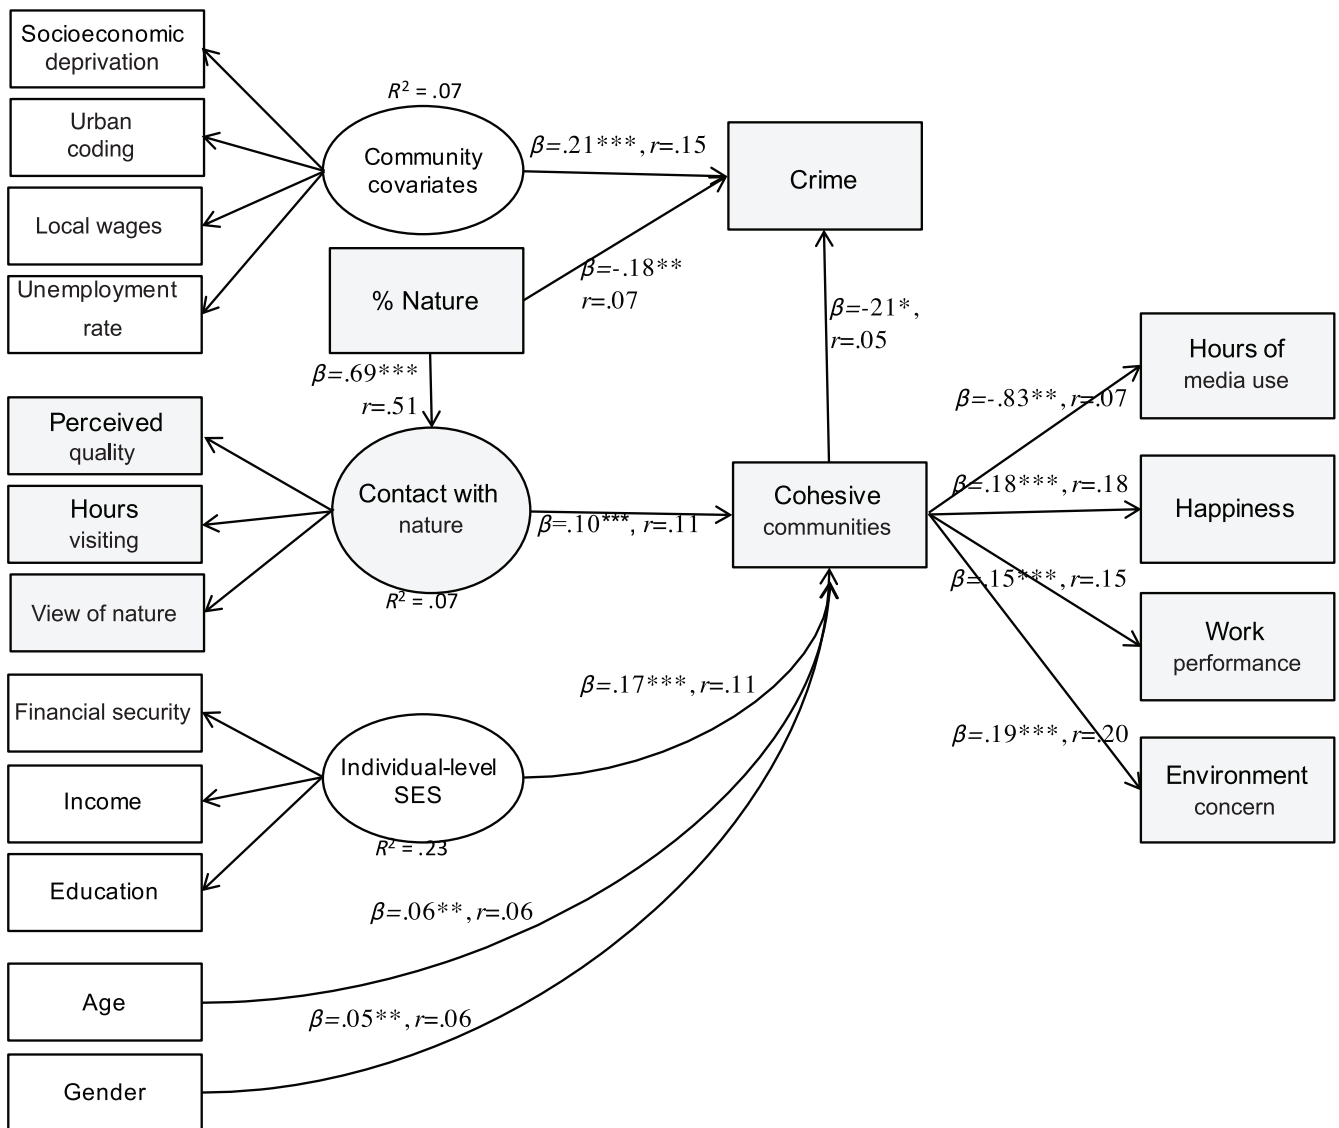 Socioeconomic
deprivation
Urban
coding
Local wages
Unemployment
rate
R² = .07
Community
covariates
β=.21***, r=.15
Crime
% Nature
β=-.18**
r=.07
β=-21*,
r=.05
β=.69***
r=.51
Perceived
quality
Hours
visiting
View of nature
Contact with
nature
R² = .07
β=.10***, r=.11
Cohesive
communities
β=-.83**, r=.07
Hours of
media use
β=.18***, r=.18
Happiness
β=.15***, r=.15
Work
performance
β=.19***, r=.20
Environment
concern
Financial security
Income
Education
Individual-level
SES
R² = .23
β=.17***, r=.11
Age
β=.06**, r=.06
Gender
β=.05**, r=.06